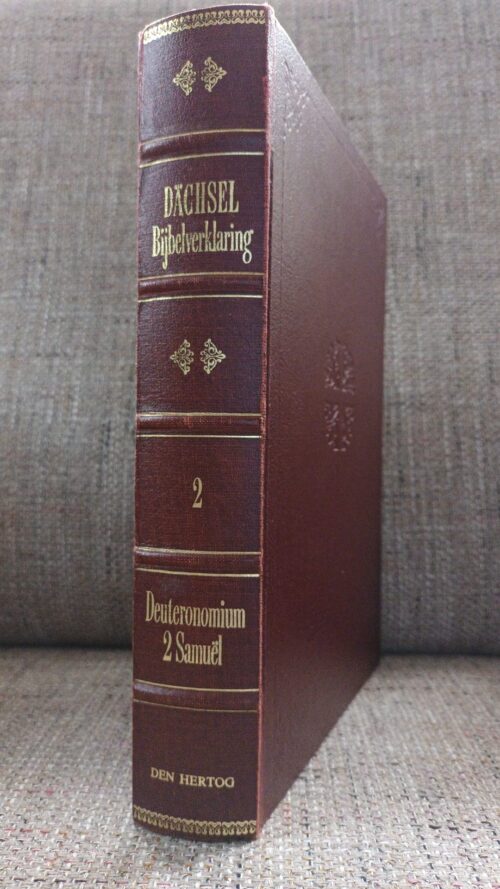 DÄCHSEL
Bijbelverklaring
2
Deuteronomium
2 Samuël
DEN HERTOG